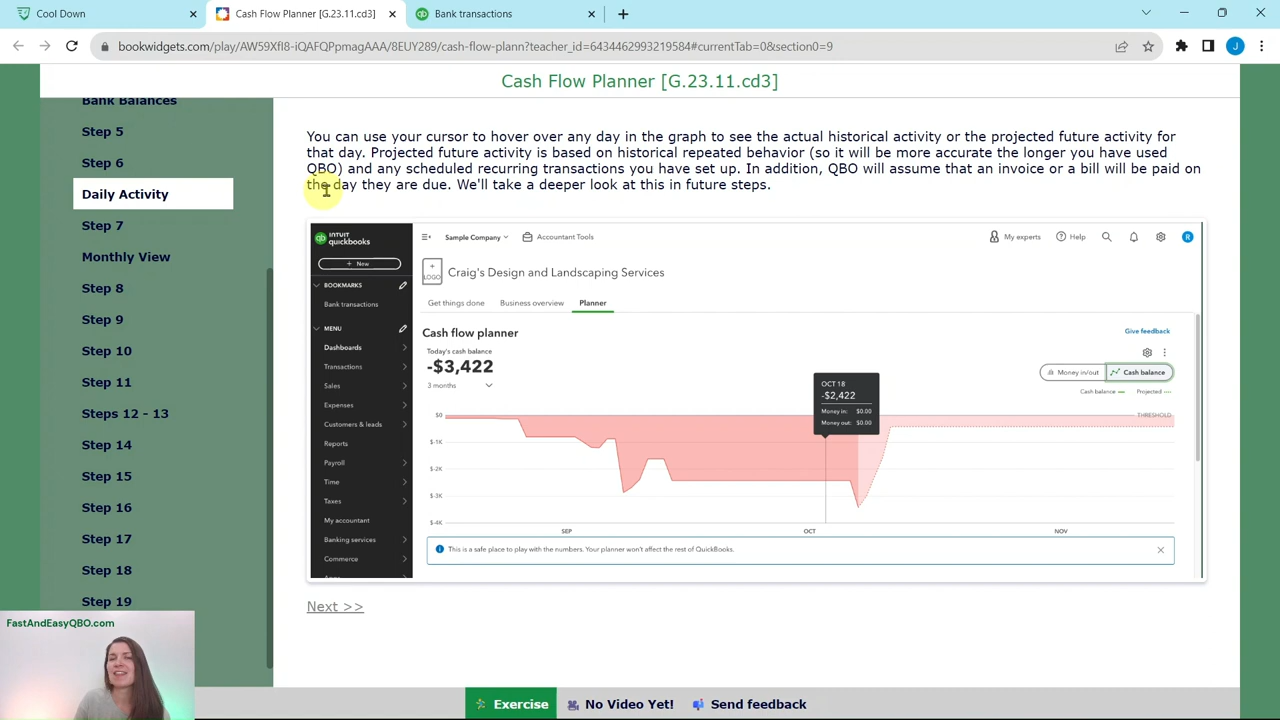 Cool Down
Cash Flow Planner [G.23.11.cd3]
Bank transactions
bookwidgets.com/play/AW59XfI8-iQAFQPpmagAAA/8EUY289/cash-flow-plann?teacher_id=6434462993219584#currentTab=0&section0=9
J
Cash Flow Planner [G.23.11.cd3]
Bank Balances
Step 5
Step 6
Daily Activity
Step 7
Monthly View
Step 8
Step 9
Step 10
Step 11
Steps 12 - 13
Step 14
Step 15
Step 16
Step 17
Step 18
Step 19
You can use your cursor to hover over any day in the graph to see the actual historical activity or the projected future activity for
that day. Projected future activity is based on historical repeated behavior (so it will be more accurate the longer you have used
QBO) and any scheduled recurring transactions you have set up. In addition, QBO will assume that an invoice or a bill will be paid on
the day they are due. We'll take a deeper look at this in future steps.
INTUIT
quickbooks
+ New
BOOKMARKS
Bank transactions
MENU
Dashboards
Transactions
Sales
Expenses
Customers & leads
Reports
Payroll
Time
Taxes
My accountant
Banking services
Commerce
Sample Company
Accountant Tools
My experts
Help
R
+
LOGO
Craig's Design and Landscaping Services
Get things done
Business overview
Planner
Cash flow planner
Give feedback
Today's cash balance
-$3,422
3 months
Money in/out
Cash balance
Cash balance
Projected
OCT 18
-$2,422
Money in: $0.00
Money out: $0.00
THRESHOLD
$0
$-1K
$-2K
$-3K
$-4K
SEP
OCT
NOV
This is a safe place to play with the numbers. Your planner won't affect the rest of QuickBooks.
Next >>
FastAndEasyQBO.com
Exercise
No Video Yet!
Send feedback